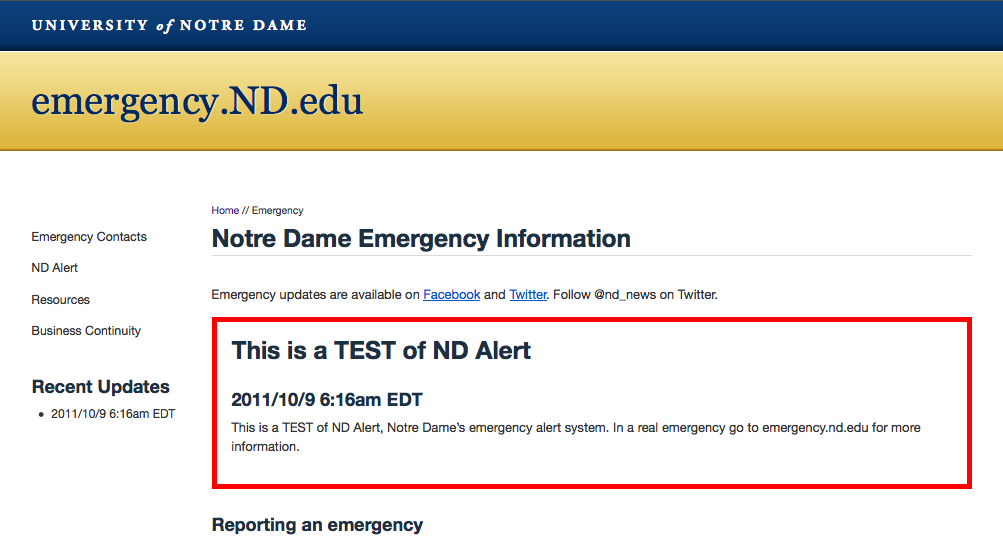 UNIVERSITY of NOTRE DAME
emergency.ND.edu
Home // Emergency
Emergency Contacts
ND Alert
Resources
Business Continuity
Recent Updates
• 2011/10/9 6:16am EDT
Notre Dame Emergency Information
Emergency updates are available on Facebook and Twitter. Follow @nd_news on Twitter.
This is a TEST of ND Alert
2011/10/9 6:16am EDT
This is a TEST of ND Alert, Notre Dame's emergency alert system. In a real emergency go to emergency.nd.edu for more
information.
Reporting an emergency